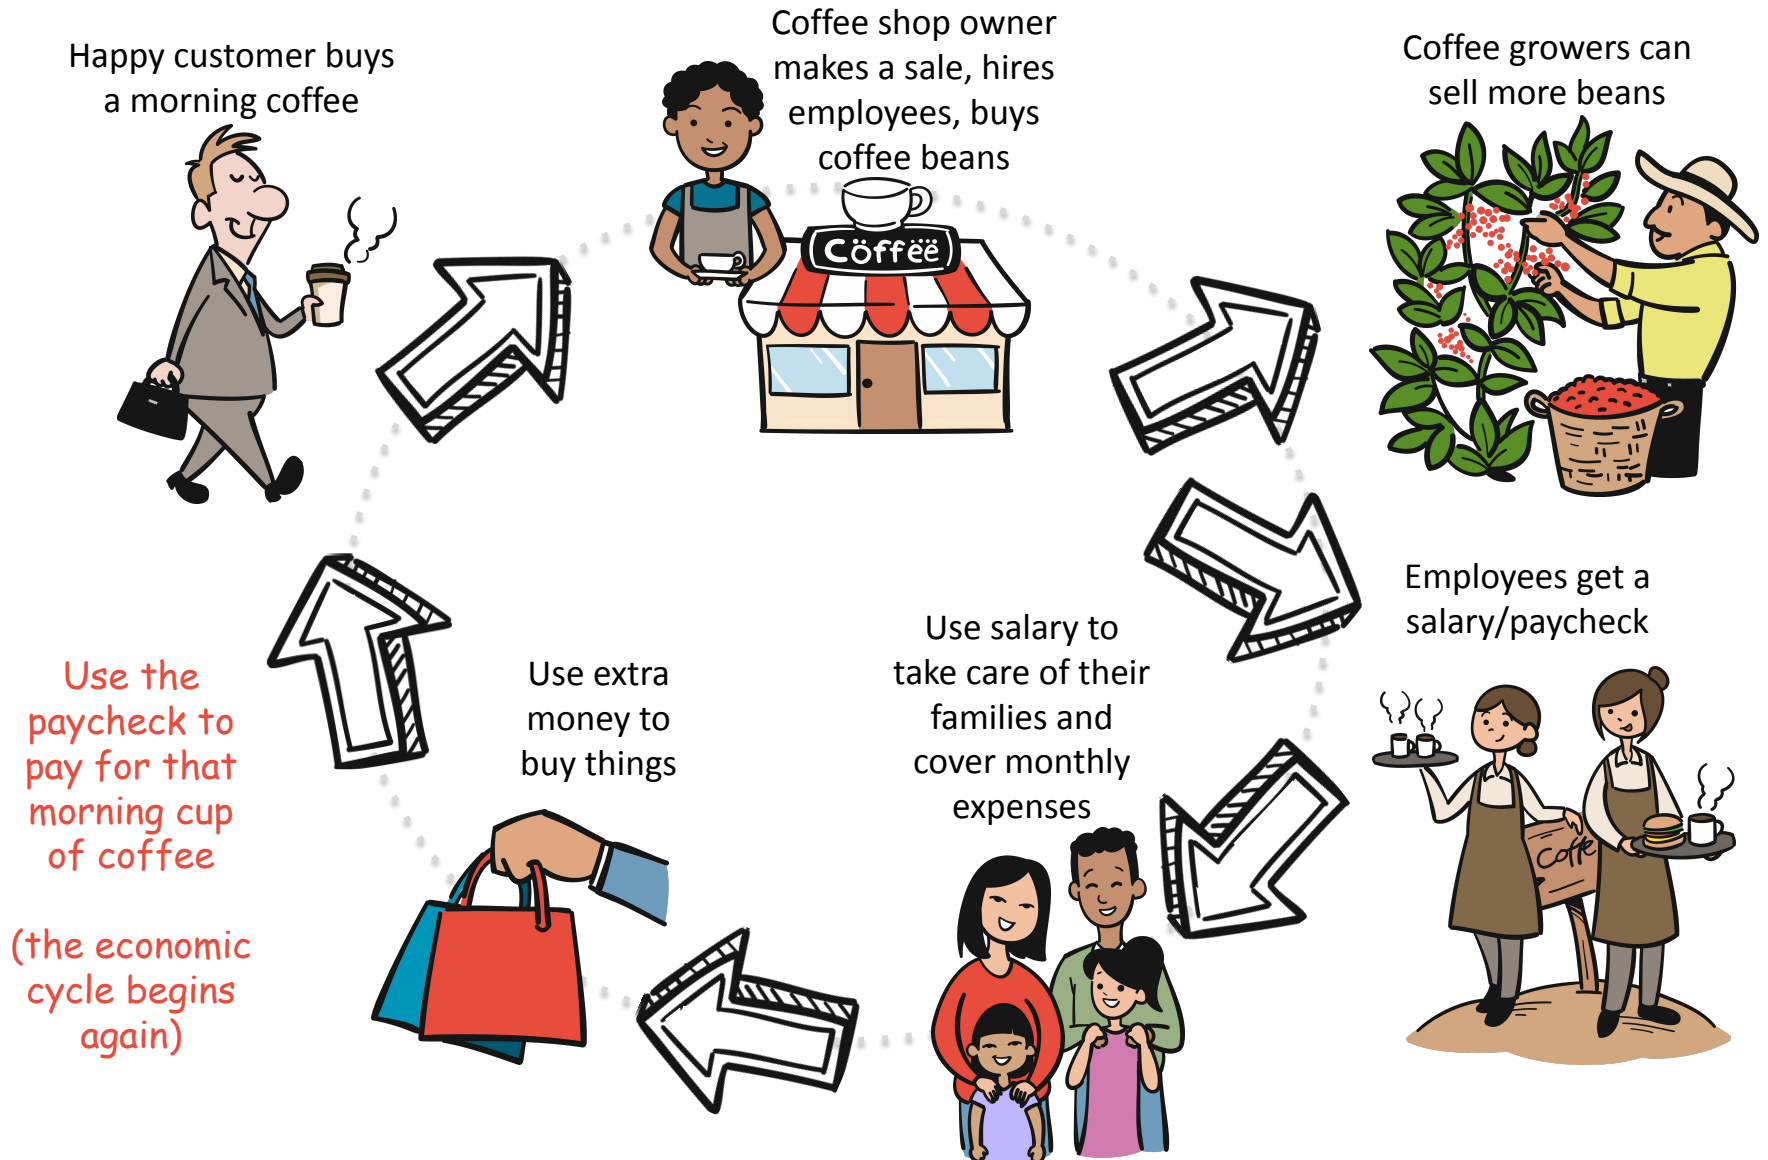 Happy customer buys
a morning coffee
Coffee shop owner
makes a sale, hires
employees, buys
coffee beans
Cöffëë
Coffee growers can
sell more beans
Employees get a
salary/paycheck
Coffe
Use salary to
take care of their
families and
cover monthly
expenses
Use extra
money to
buy things
Use the
paycheck to
pay for that
morning cup
of coffee
(the economic
cycle begins
again)